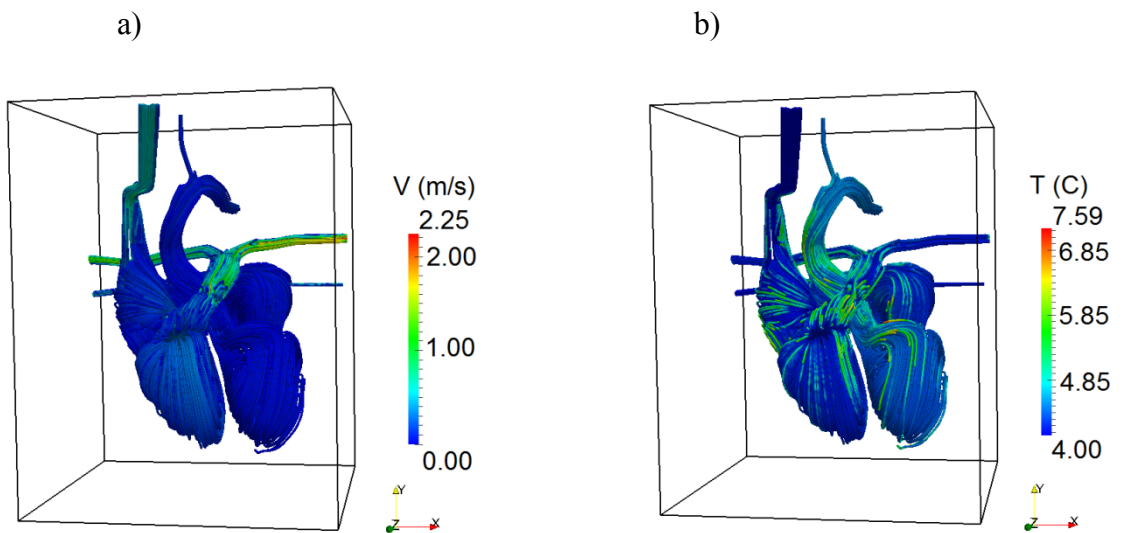 a)
b)
V (m/s)
2.25
2.00
1.00
0.00
Y
Z
X
T (C)
7.59
6.85
5.85
4.85
4.00
Y
Z
X